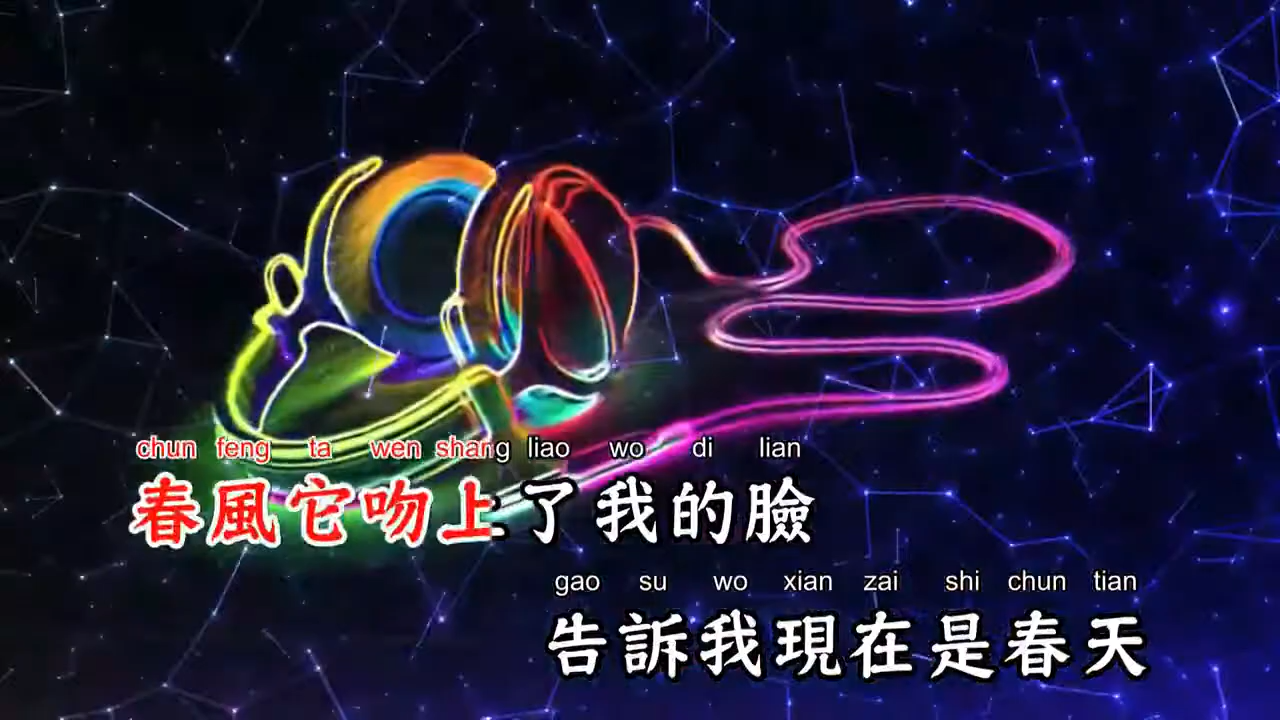 chun feng ta wen shang liao wo di lian
春風它吻上了我的臉
gao su wo xian zai shi chun tian
告訴我現在是春天